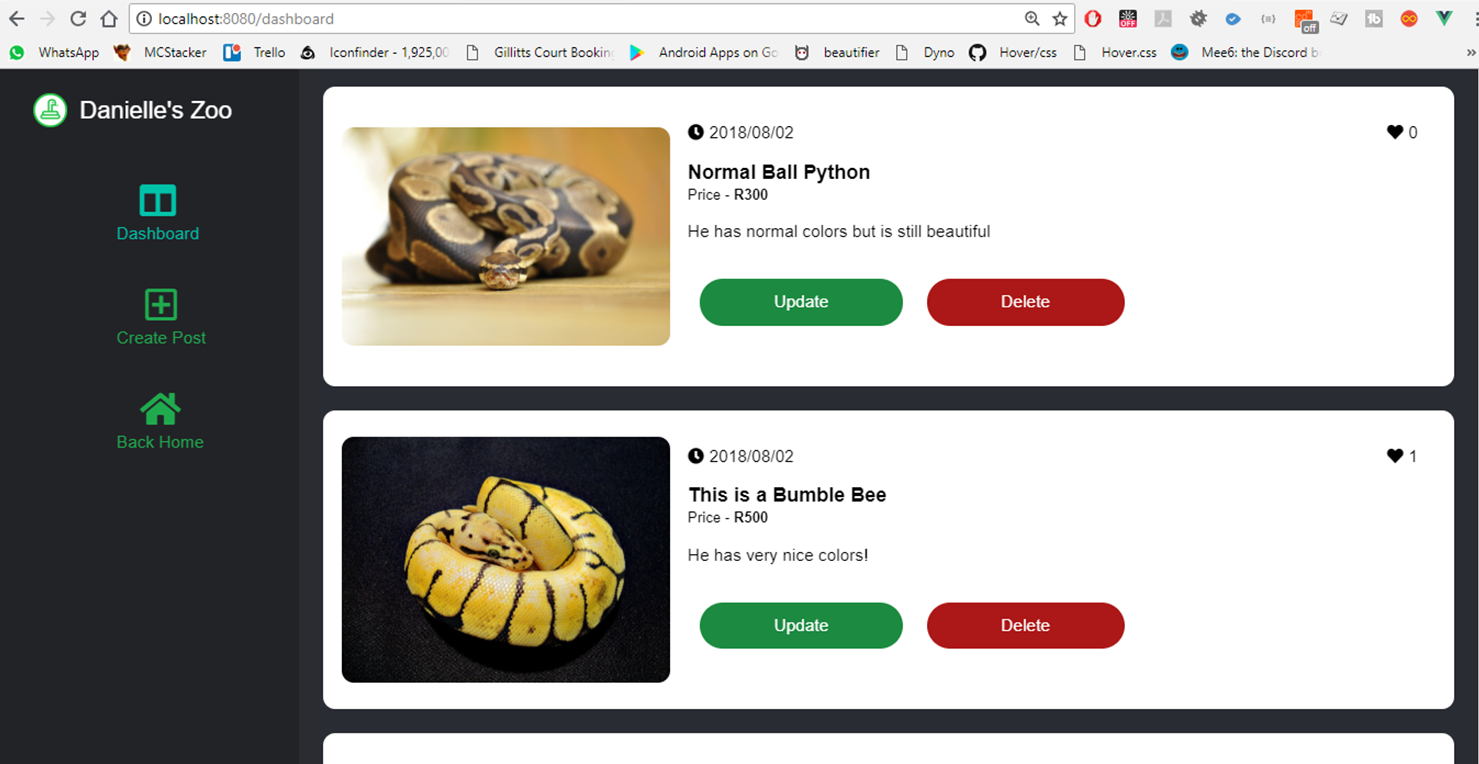 localhost:8080/dashboard
OFF
off
WhatsApp MCStacker Trello Iconfinder - 1,925,00 Gillitts Court Booking Android Apps on Go beautifier Dyno Hover/css Hover.css Mee6: the Discord b »
Danielle's Zoo
Dashboard
Create Post
Back Home
2018/08/02 0
Normal Ball Python
Price - R300
He has normal colors but is still beautiful
Update Delete
2018/08/02 1
This is a Bumble Bee
Price - R500
He has very nice colors!
Update Delete